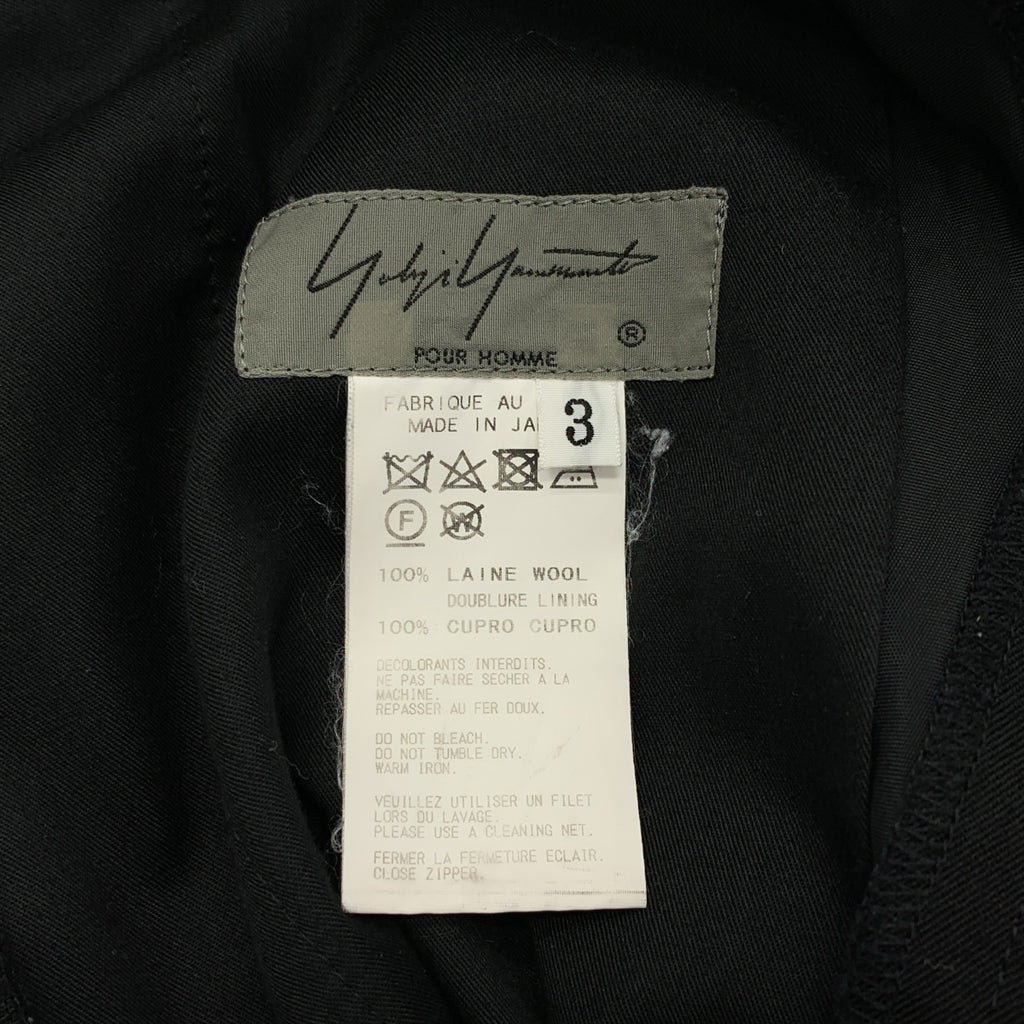 Yohji Yamamoto
®
POUR HOMME
FABRIQUE AU
MADE IN JA
3
F
W
100% LAINE WOOL
DOUBLURE LINING
100% CUPRO CUPRO
DECOLORANTS INTERDITS.
NE PAS FAIRE SECHER A LA
MACHINE.
REPASSER AU FER DOUX.
DO NOT BLEACH.
DO NOT TUMBLE DRY.
WARM IRON.
VEUILLEZ UTILISER UN FILET
LORS DU LAVAGE.
PLEASE USE A CLEANING NET.
FERMER LA FERMETURE ECLAIR.
CLOSE ZIPPER.